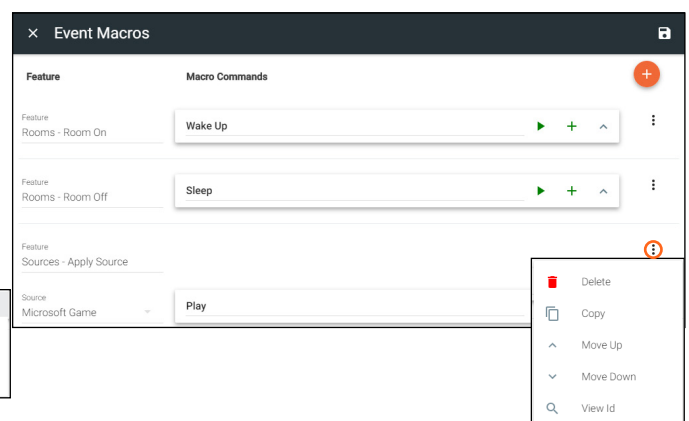 Event Macros
Feature Macro Commands
Feature
Rooms - Room On
Wake Up
Feature
Rooms - Room Off
Sleep
Feature
Sources - Apply Source
Source
Microsoft Game
Play
Delete
Copy
Move Up
Move Down
View Id